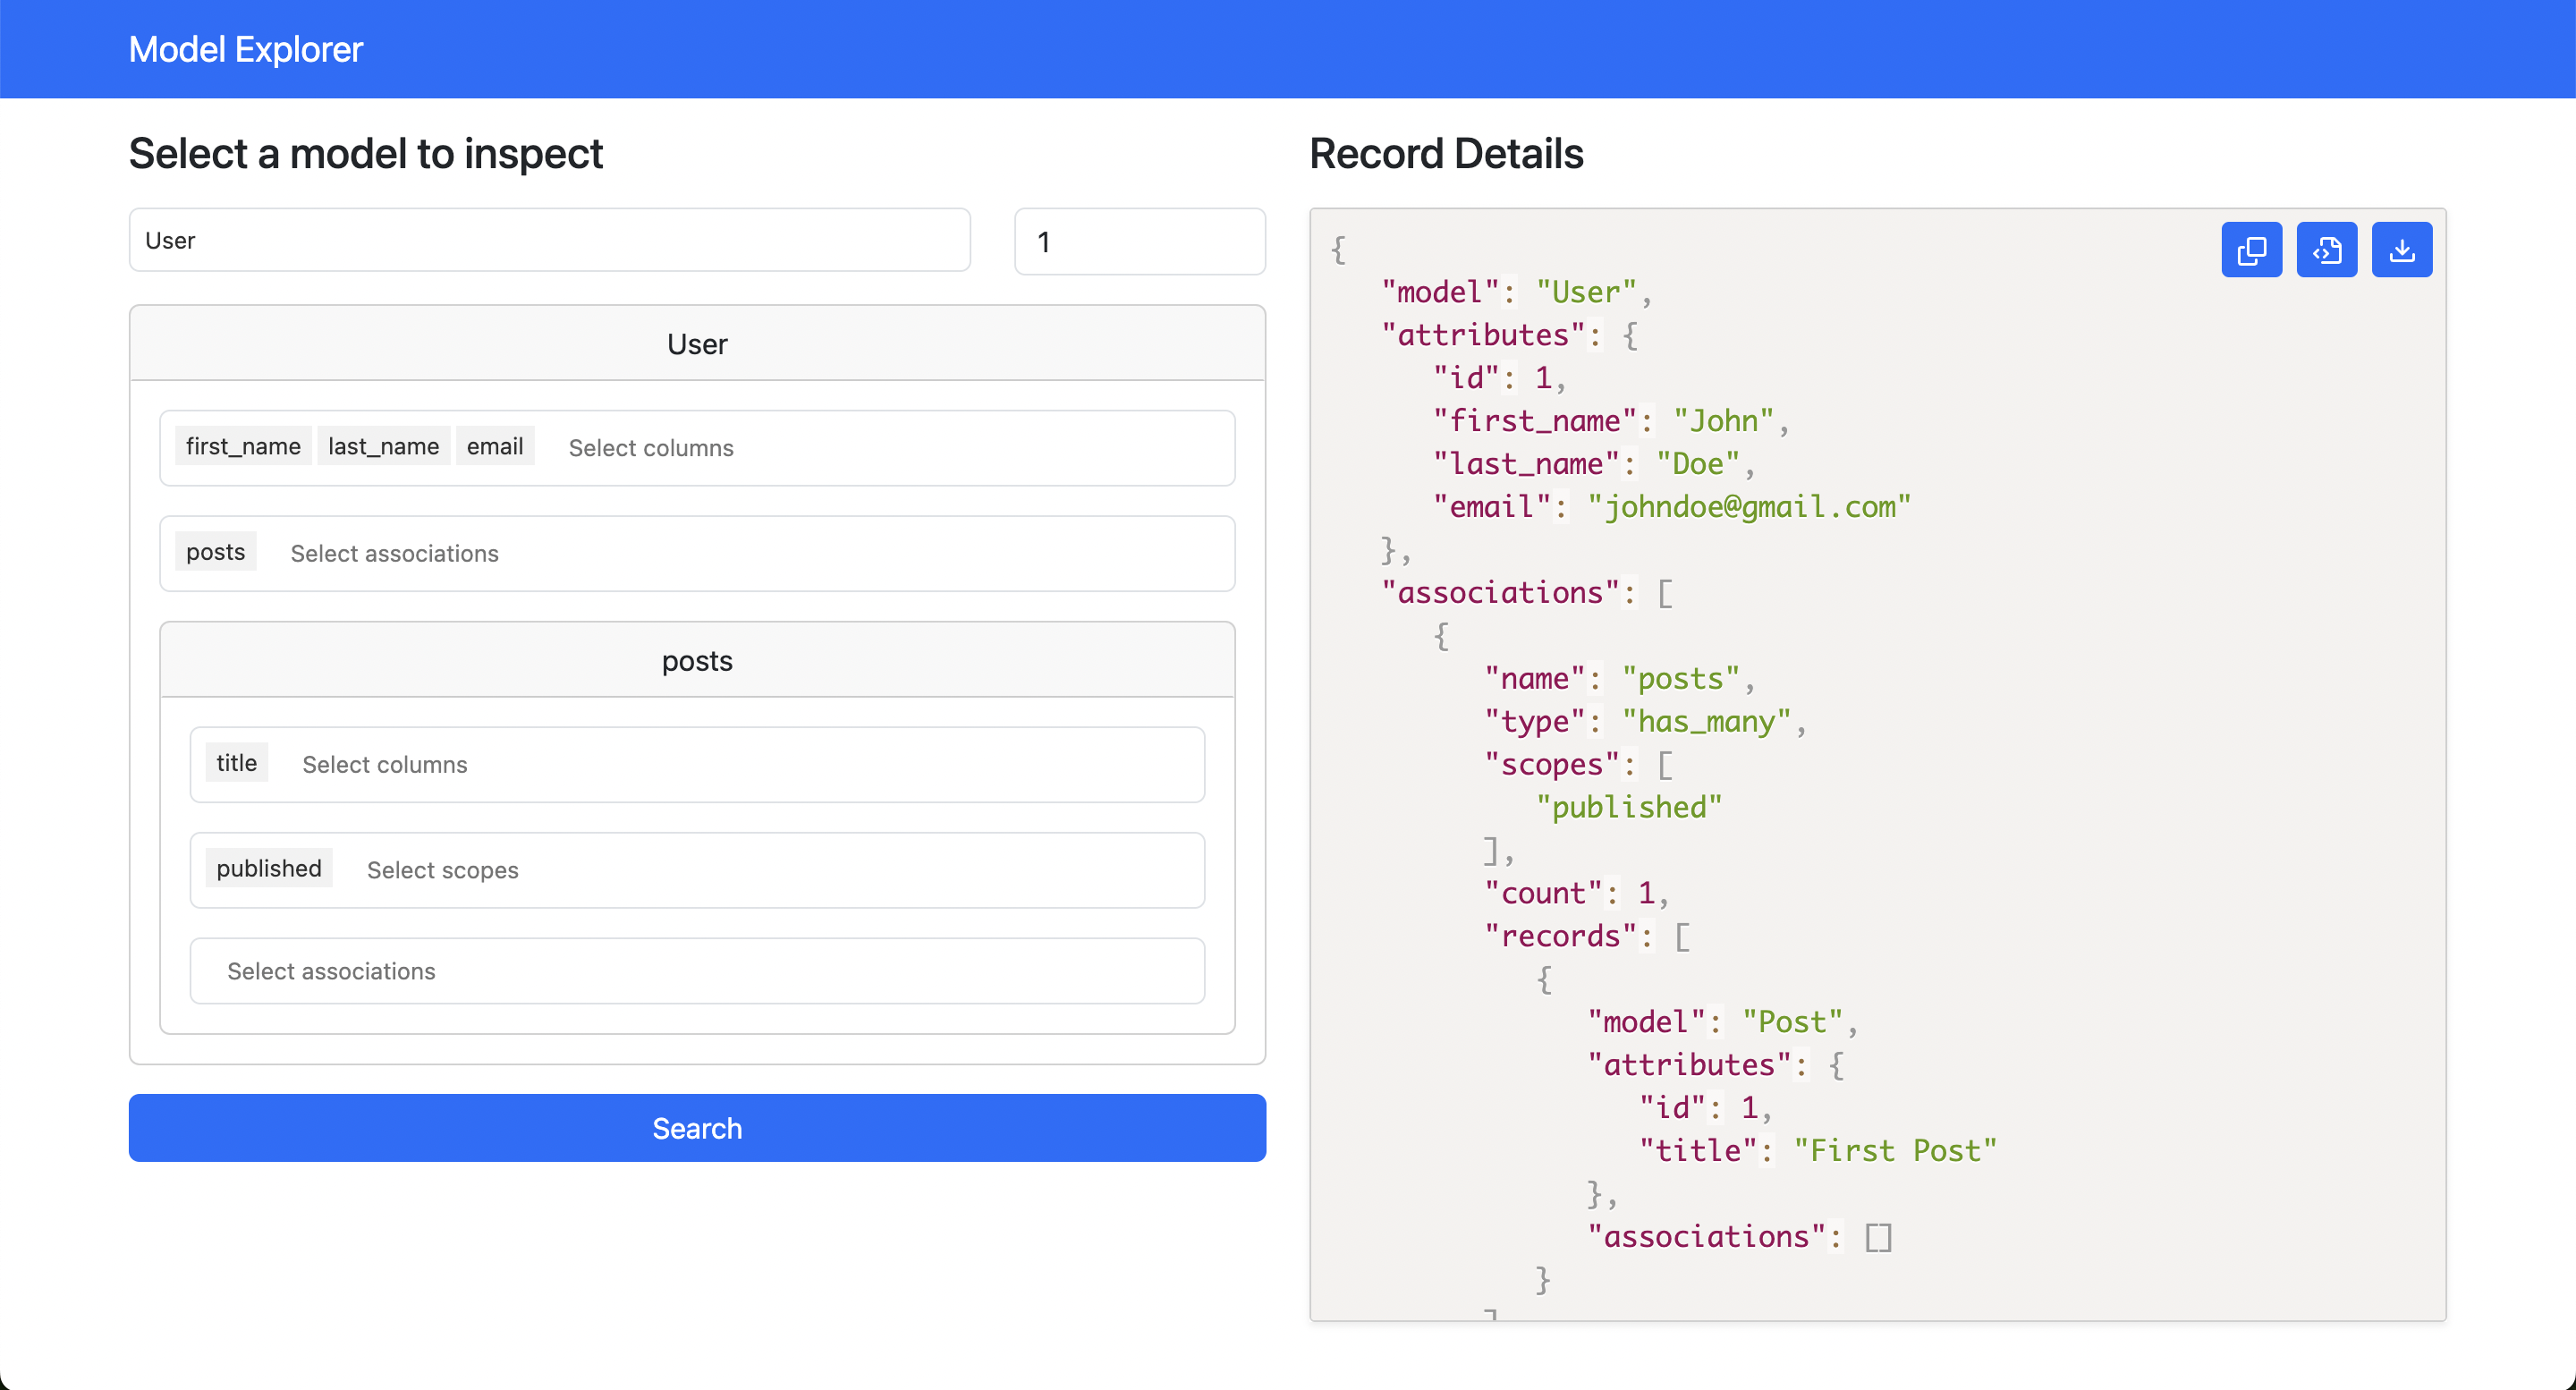 Model Explorer
Select a model to inspect
User
1
User
first_name last_name email Select columns
posts Select associations
posts
title Select columns
published Select scopes
Select associations
Search
Record Details
{
"model": "User",
"attributes": {
"id": 1,
"first_name": "John",
"last_name": "Doe",
"email": "johndoe@gmail.com"
},
"associations": [
{
"name": "posts",
"type": "has_many",
"scopes": [
"published"
],
"count": 1,
"records": [
{
"model": "Post",
"attributes": {
"id": 1,
"title": "First Post"
},
"associations": []
}
]